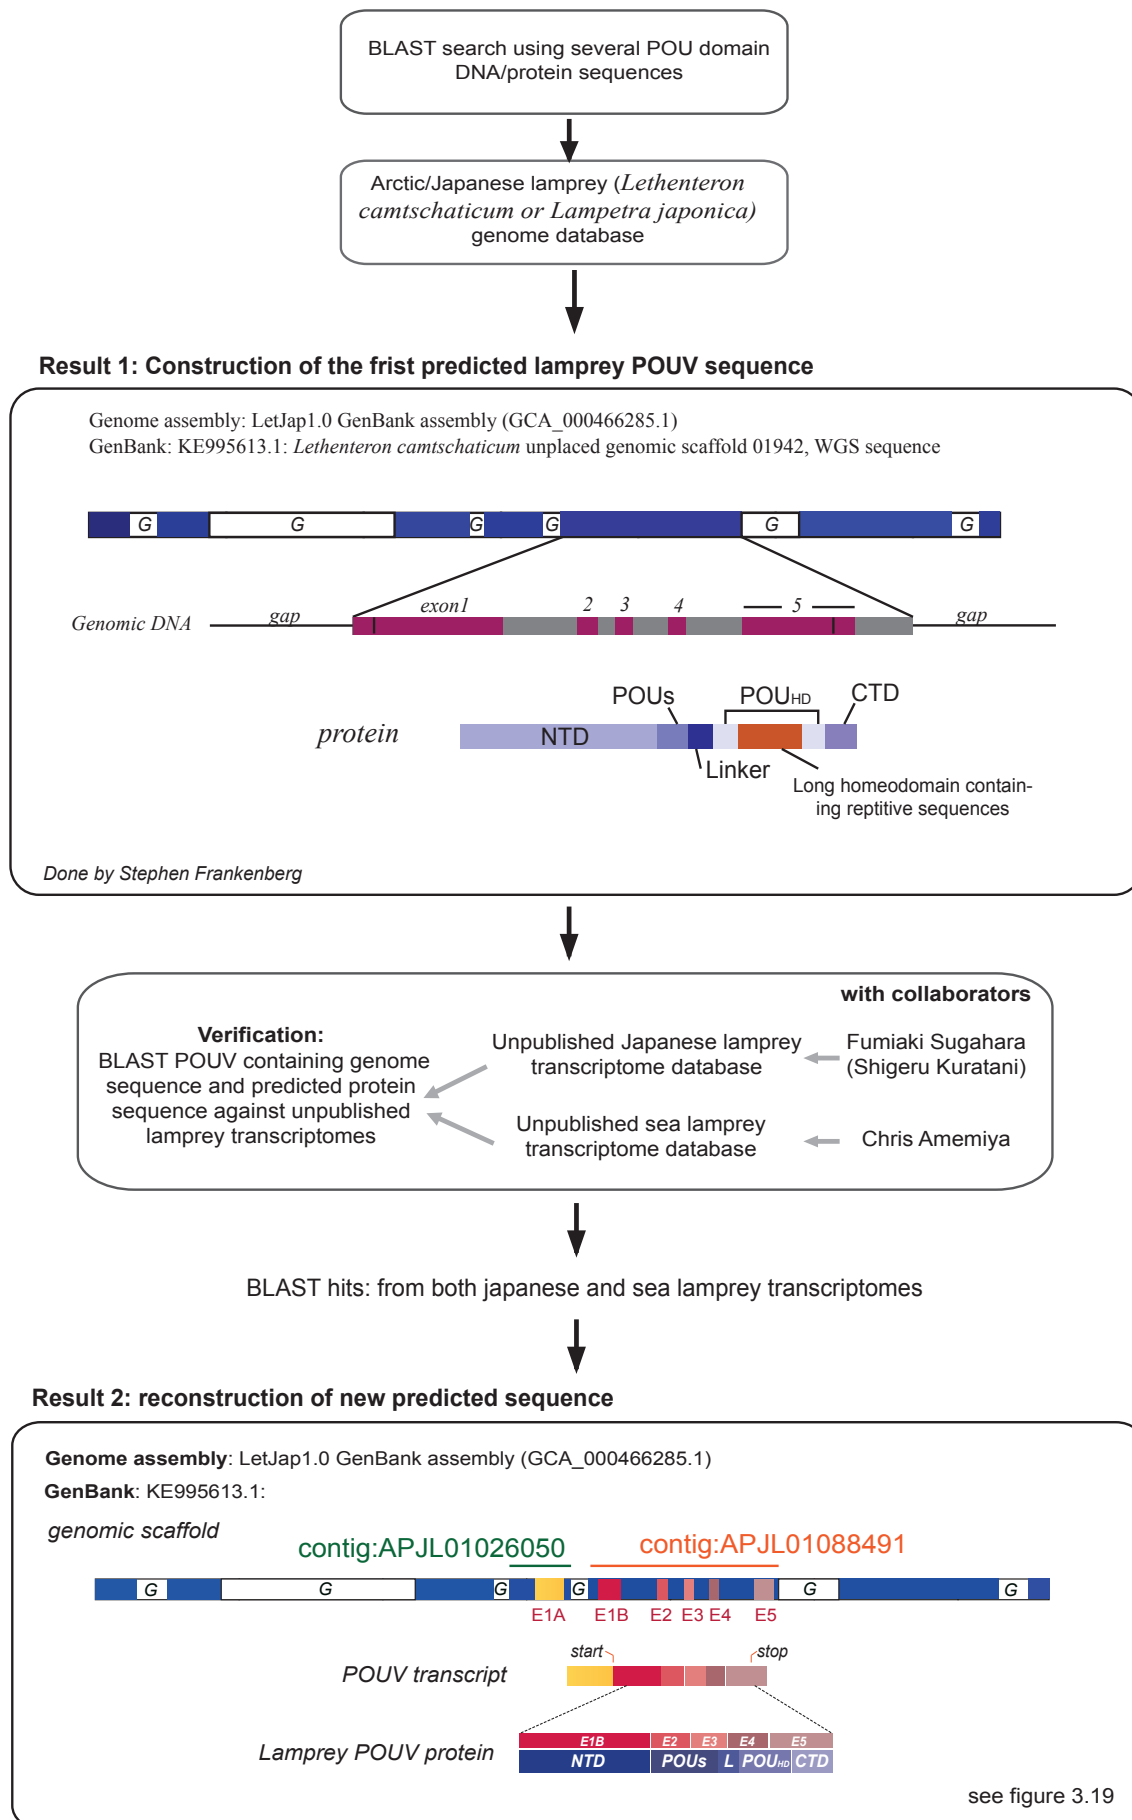 BLAST search using several POU domain
DNA/protein sequences
Arctic/Japanese lamprey (Lethenteron
camtschaticum or Lampetra japonica)
genome database
Result 1: Construction of the frist predicted lamprey POUV sequence
Genome assembly: LetJap1.0 GenBank assembly (GCA_000466285.1)
GenBank: KE995613.1: Lethenteron camtschaticum unplaced genomic scaffold 01942, WGS sequence
G G G G G G
exon1 2 3 4 5
Genomic DNA gap gap
POUs POUHD CTD
protein NTD
Linker
Long homeodomain contain-
ing reptitive sequences
Done by Stephen Frankenberg
with collaborators
Verification:
BLAST POUV containing genome
sequence and predicted protein
sequence against unpublished
lamprey transcriptomes
Unpublished Japanese lamprey
transcriptome database
Fumiaki Sugahara
(Shigeru Kuratani)
Unpublished sea lamprey
transcriptome database
Chris Amemiya
BLAST hits: from both japanese and sea lamprey transcriptomes
Result 2: reconstruction of new predicted sequence
Genome assembly: LetJap1.0 GenBank assembly (GCA_000466285.1)
GenBank: KE995613.1:
genomic scaffold
contig:APJL01026050 contig:APJL01088491
G G G G G G
E1A E1B E2 E3 E4 E5
start stop
POUV transcript
E1B E2 E3 E4 E5
Lamprey POUV protein NTD POUs L POUHD CTD
see figure 3.19